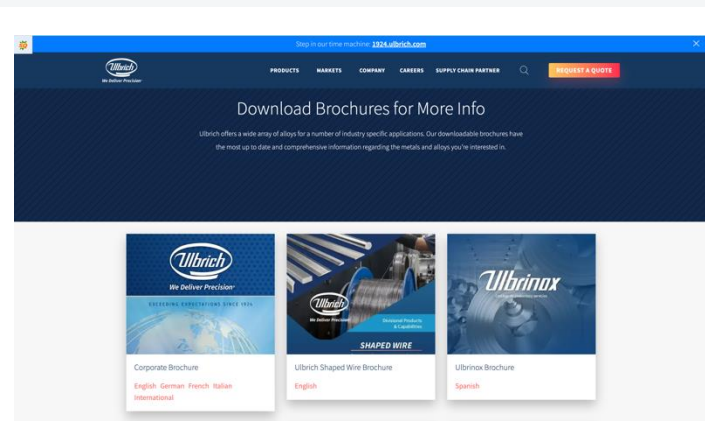 Step in our time machine: 1924.ulbrich.com
Ulbrich
We Deliver Precision®
PRODUCTS MARKETS COMPANY CAREERS SUPPLY CHAIN PARTNER REQUEST A QUOTE
Download Brochures for More Info
Ulbrich offers a wide array of alloys for a number of industry specific applications. Our downloadable brochures have
the most up to date and comprehensive information regarding the metals and alloys you're interested in.
Ulbrich
We Deliver Precision®
EXCEEDING EXPECTATIONS SINCE 1924
Corporate Brochure
English German French Italian
International
Ulbrich
We Deliver Precision
& Capabilities
SHAPED WIRE
Ulbrich Shaped Wire Brochure
English
Ulbrinox
Ulbrinox Brochure
Spanish